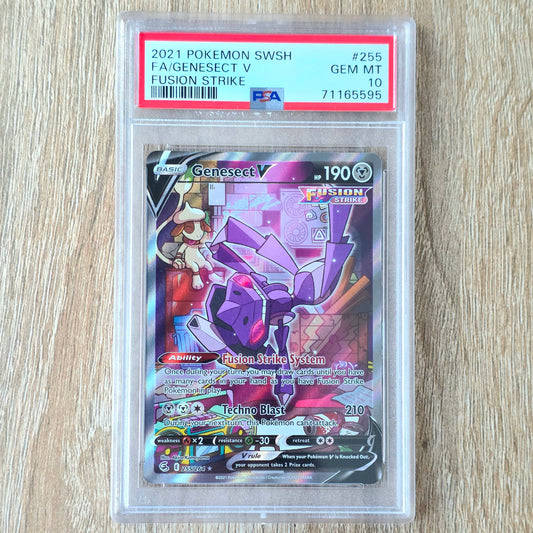 2021 POKEMON SWSH #255
FA/GENESECT V GEM MT
FUSION STRIKE 10
PSA 71165595
BASIC Genesect V HP 190
FUSION STRIKE
Ability Fusion Strike System
Once during your turn, you may draw cards until you have
as many cards in your hand as you have Fusion Strike
Pokémon in play.
Techno Blast 210
During your next turn, this Pokémon can't attack.
weakness ×2 resistance -30 retreat
V rule When your Pokémon V is Knocked Out,
your opponent takes 2 Prize cards.
255/264